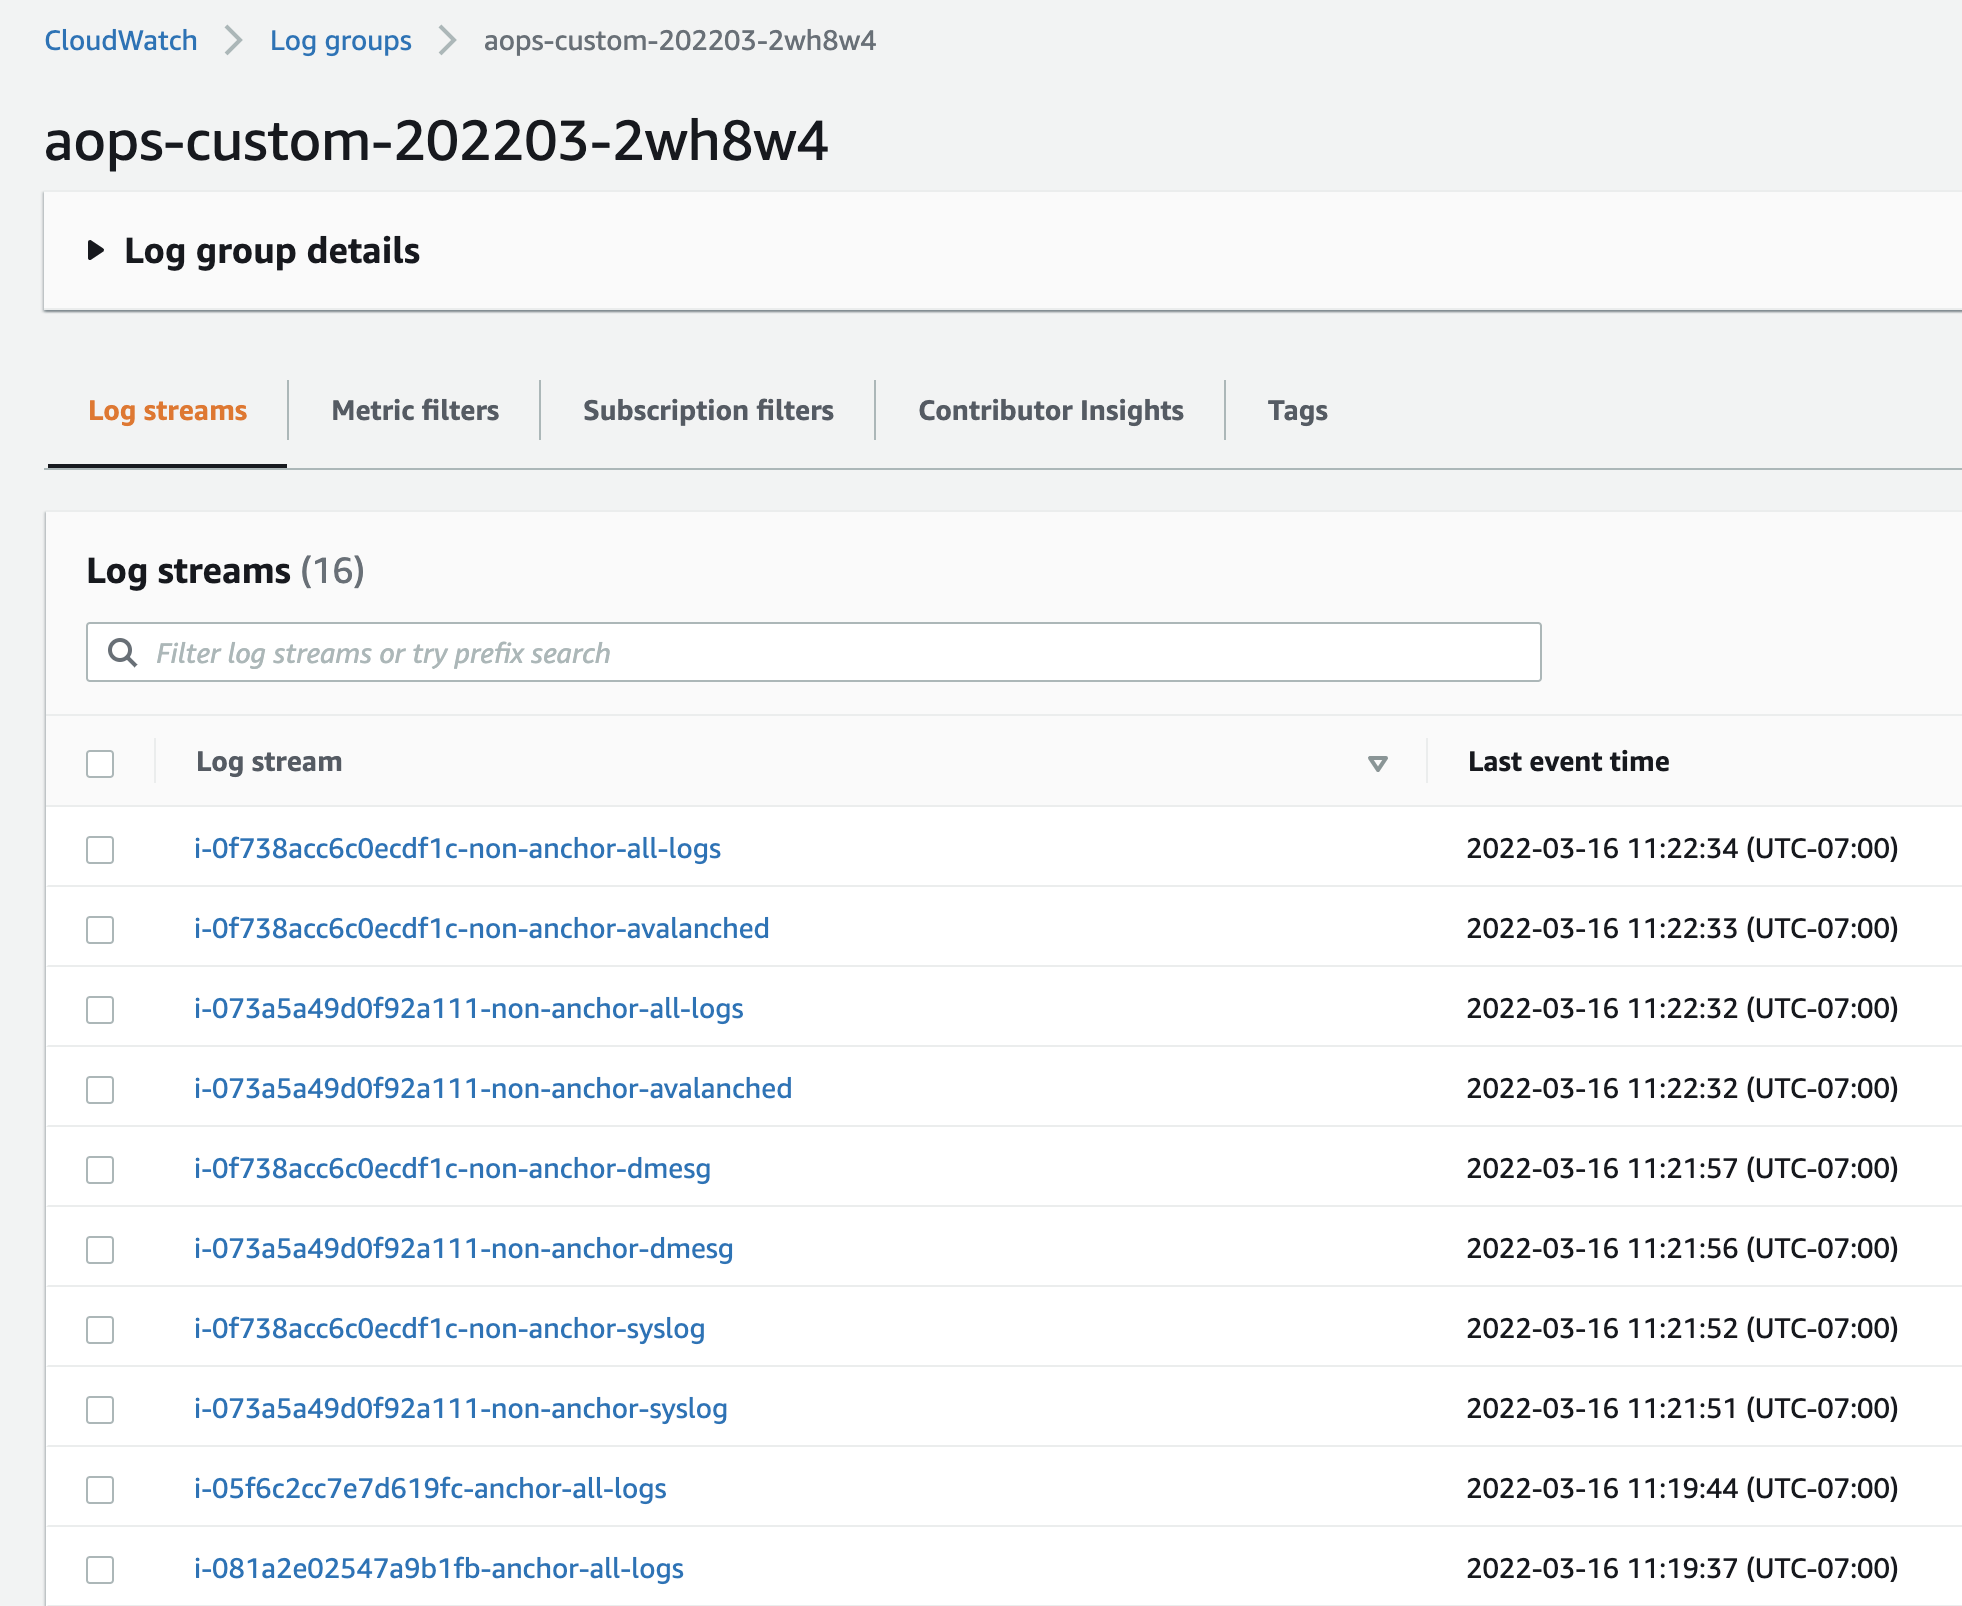 CloudWatch > Log groups > aops-custom-202203-2wh8w4
aops-custom-202203-2wh8w4
Log group details
Log streams Metric filters Subscription filters Contributor Insights Tags
Log streams (16)
Filter log streams or try prefix search
Log stream Last event time
i-0f738acc6c0ecdf1c-non-anchor-all-logs 2022-03-16 11:22:34 (UTC-07:00)
i-0f738acc6c0ecdf1c-non-anchor-avalanched 2022-03-16 11:22:33 (UTC-07:00)
i-073a5a49d0f92a111-non-anchor-all-logs 2022-03-16 11:22:32 (UTC-07:00)
i-073a5a49d0f92a111-non-anchor-avalanched 2022-03-16 11:22:32 (UTC-07:00)
i-0f738acc6c0ecdf1c-non-anchor-dmesg 2022-03-16 11:21:57 (UTC-07:00)
i-073a5a49d0f92a111-non-anchor-dmesg 2022-03-16 11:21:56 (UTC-07:00)
i-0f738acc6c0ecdf1c-non-anchor-syslog 2022-03-16 11:21:52 (UTC-07:00)
i-073a5a49d0f92a111-non-anchor-syslog 2022-03-16 11:21:51 (UTC-07:00)
i-05f6c2cc7e7d619fc-anchor-all-logs 2022-03-16 11:19:44 (UTC-07:00)
i-081a2e02547a9b1fb-anchor-all-logs 2022-03-16 11:19:37 (UTC-07:00)